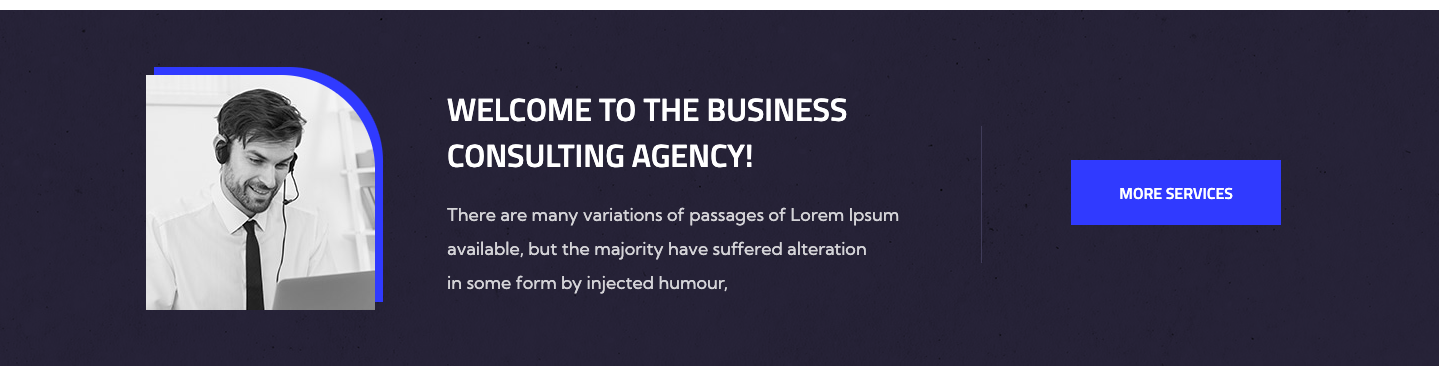 WELCOME TO THE BUSINESS
CONSULTING AGENCY!
There are many variations of passages of Lorem Ipsum
available, but the majority have suffered alteration
in some form by injected humour,
MORE SERVICES